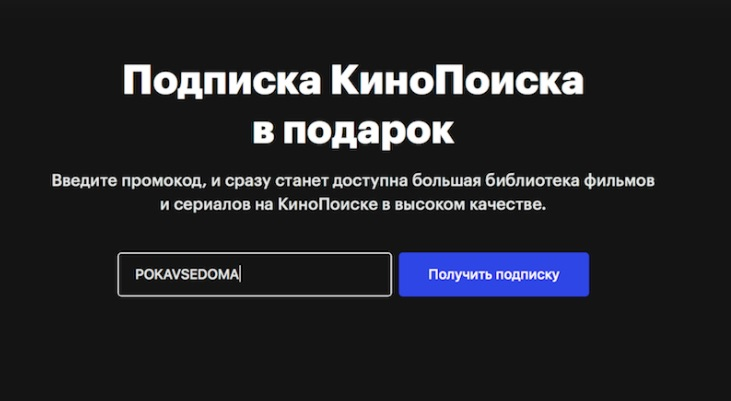 Подписка КиноПоиска
в подарок
Введите промокод, и сразу станет доступна большая библиотека фильмов
и сериалов на КиноПоиске в высоком качестве.
POKAVSEDOMA
Получить подписку